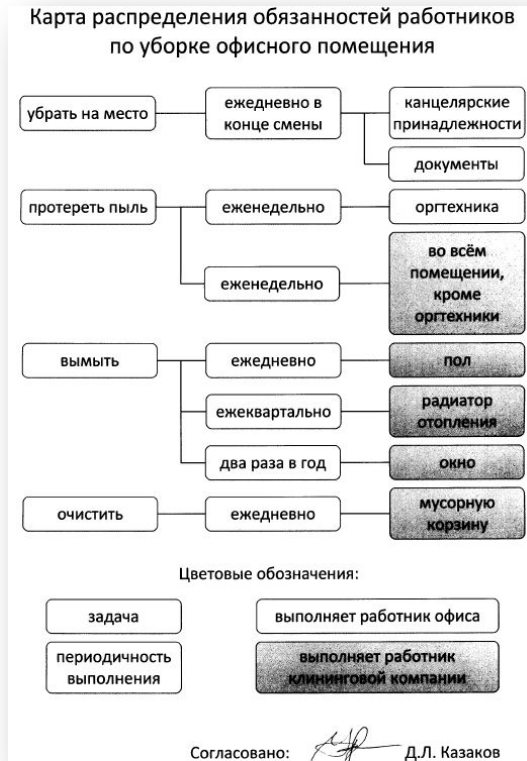 Карта распределения обязанностей работников
по уборке офисного помещения
убрать на место
ежедневно в
конце смены
канцелярские
принадлежности
документы
протереть пыль
еженедельно
оргтехника
еженедельно
во всём
помещении,
кроме
оргтехники
вымыть
ежедневно
пол
ежеквартально
радиатор
отопления
два раза в год
окно
очистить
ежедневно
мусорную
корзину
Цветовые обозначения:
задача
выполняет работник офиса
периодичность
выполнения
выполняет работник
клининговой компании
Согласовано: Д.Л. Казаков